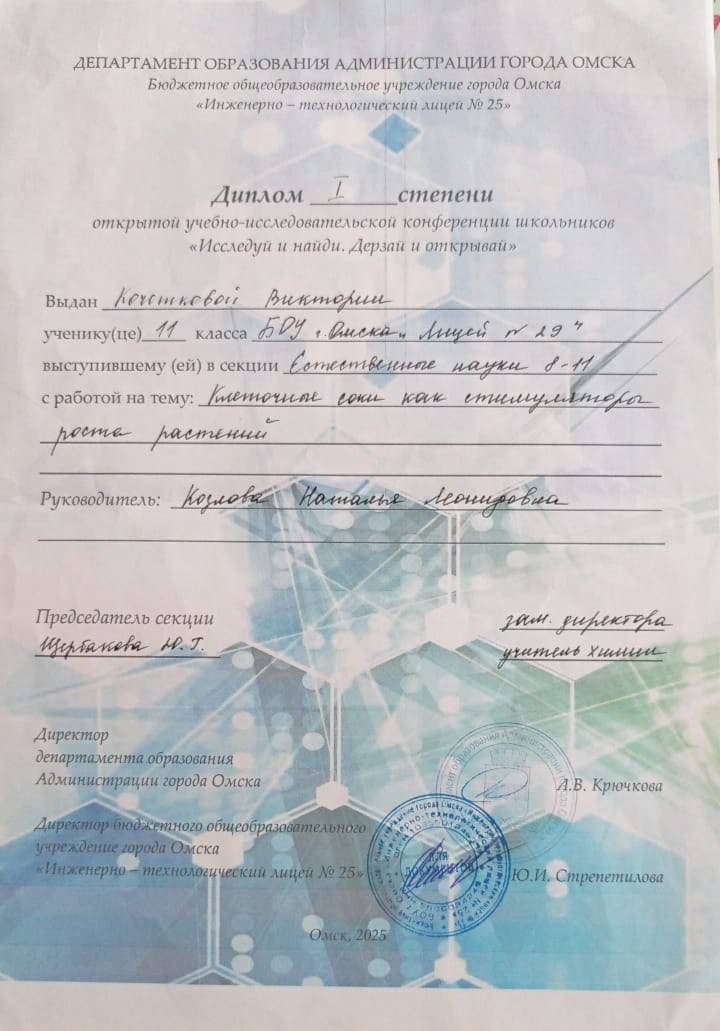 ДЕПАРТАМЕНТ ОБРАЗОВАНИЯ АДМИНИСТРАЦИИ ГОРОДА ОМСКА
Бюджетное общеобразовательное учреждение города Омска
«Инженерно – технологический лицей № 25»
Диплом I степени
открытой учебно-исследовательской конференции школьников
«Исследуй и найди. Дерзай и открывай»
Выдан Виктории
ученику(це) 11 класса БОУ г. Омска „Лицей № 29"
выступившему (ей) в секции Естественные науки 8-11
с работой на тему: Клеточные соки как стимуляторы
роста растений
Руководитель: Козлова Наталья Леонидовна
Председатель секции
Щербакова Ю.Г.
зам. директора
учитель химии
Директор
департамента образования
Администрации города Омска
Л.В. Крючкова
Директор бюджетного общеобразовательного
учреждение города Омска
«Инженерно – технологический лицей № 25»
Ю.И. Стрепетилова
ДЛЯ
ДОКУМЕНТОВ
Омск, 2025